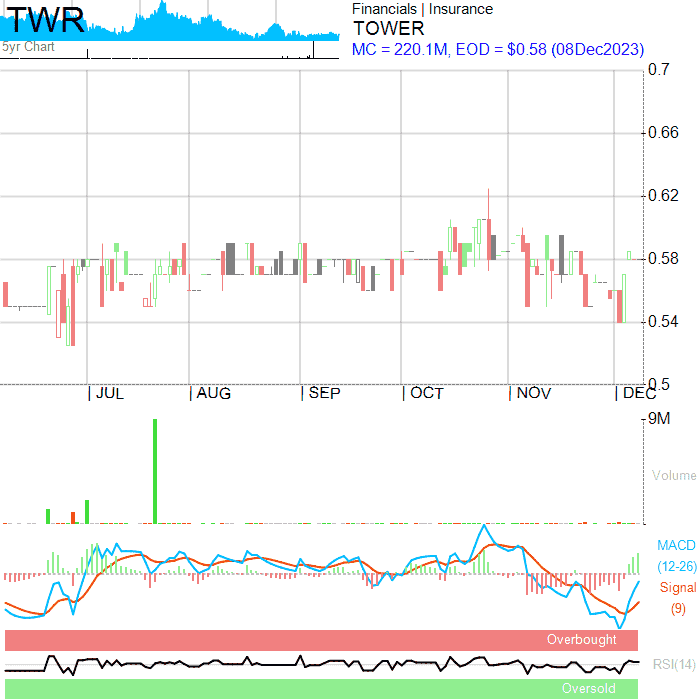 TWR
5yr Chart
Financials | Insurance
TOWER
MC = 220.1M, EOD = $0.58 (08Dec2023)
0.7
0.66
0.62
0.58
0.54
0.5
JUL AUG SEP OCT NOV DEC
9M
Volume
MACD
(12-26)
Signal
(9)
Overbought
RSI(14)
Oversold